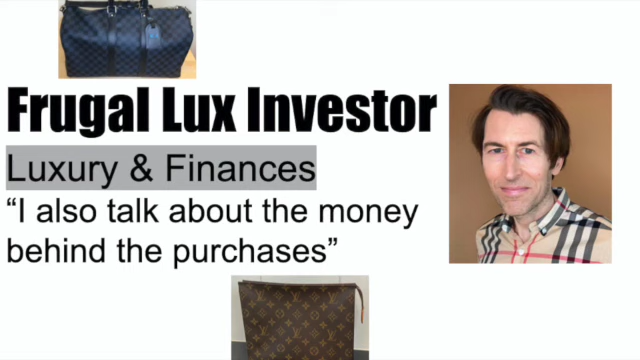 Frugal Lux Investor
Luxury & Finances
“I also talk about the money
behind the purchases”